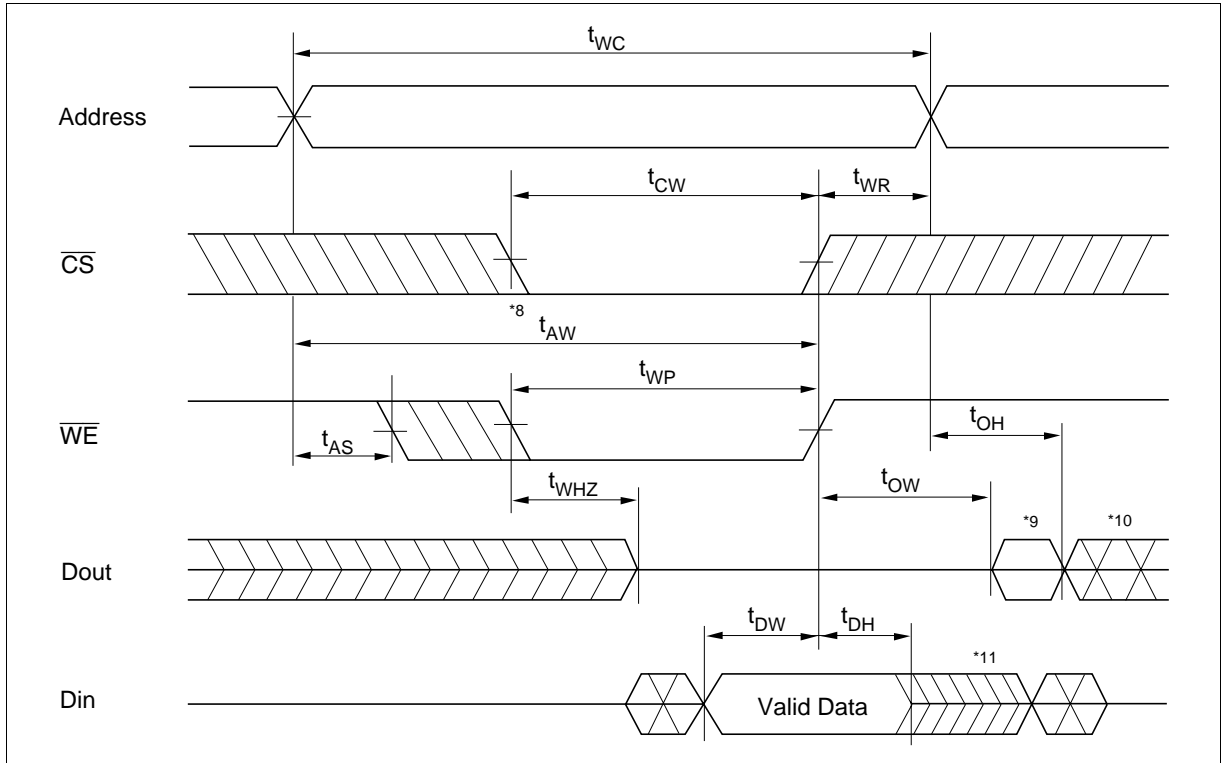 tWC
Address
tCW
tWR
CS
*8
tAW
tWP
WE
tAS
tOH
tWHZ
tOW
*9
*10
Dout
tDW
tDH
*11
Din
Valid Data